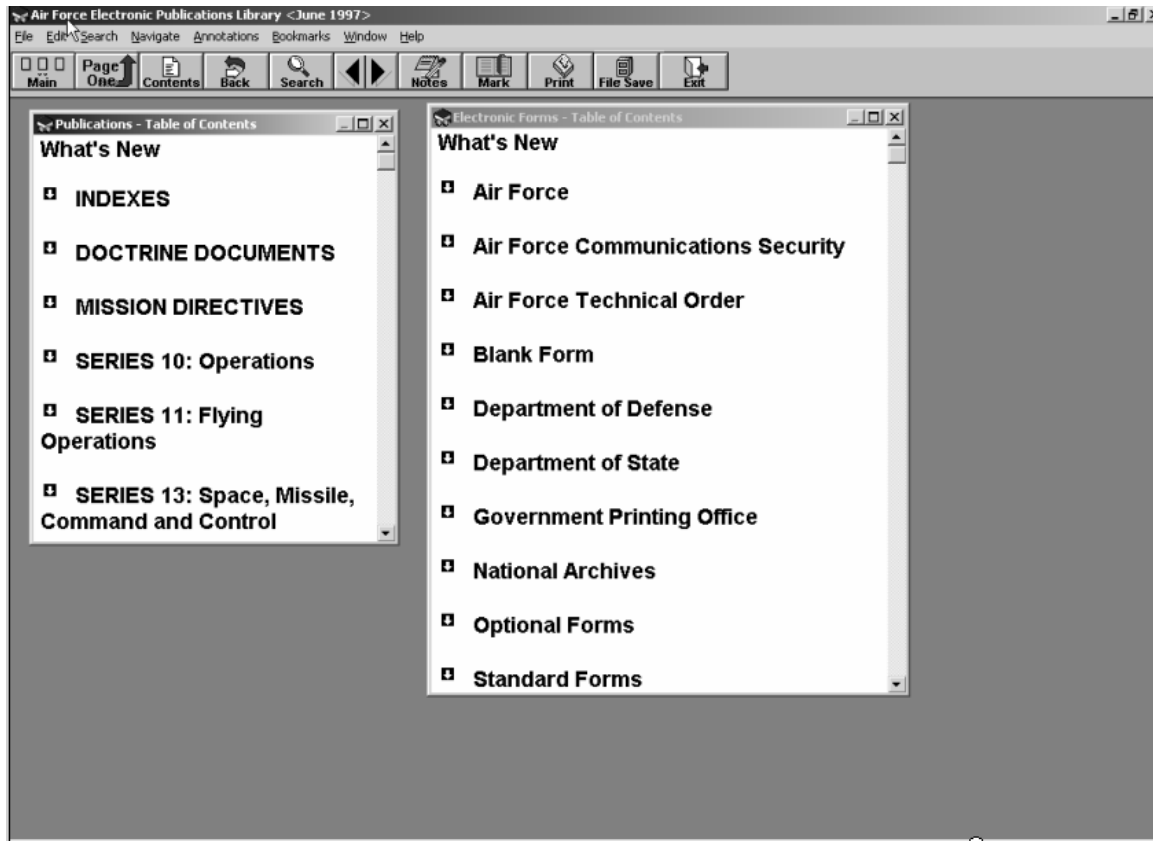 Air Force Electronic Publications Library <June 1997>
File Edit Search Navigate Annotations Bookmarks Window Help
Main Page One Contents Back Search Notes Mark Print File Save Exit
Publications - Table of Contents
What's New
INDEXES
DOCTRINE DOCUMENTS
MISSION DIRECTIVES
SERIES 10: Operations
SERIES 11: Flying
Operations
SERIES 13: Space, Missile,
Command and Control
Electronic Forms - Table of Contents
What's New
Air Force
Air Force Communications Security
Air Force Technical Order
Blank Form
Department of Defense
Department of State
Government Printing Office
National Archives
Optional Forms
Standard Forms